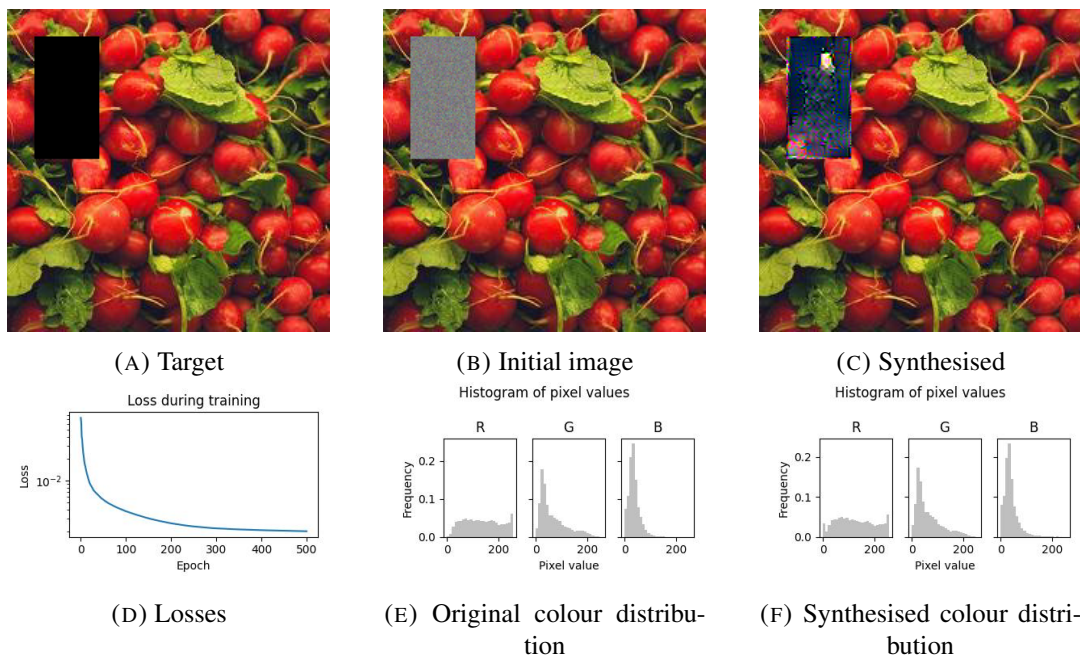 (A) Target
(B) Initial image
(C) Synthesised
Loss during training
Loss
10⁻²
0 100 200 300 400 500
Epoch
(D) Losses
Histogram of pixel values
R G B
Frequency
0.2
0.1
0.0
0 200 0 200 0 200
Pixel value
(E) Original colour distribu-
tion
Histogram of pixel values
R G B
Frequency
0.2
0.1
0.0
0 200 0 200 0 200
Pixel value
(F) Synthesised colour distri-
bution